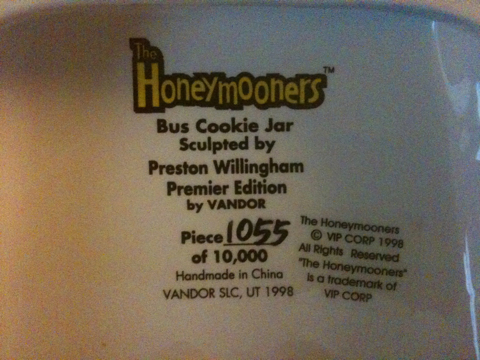 The
Honeymooners™
Bus Cookie Jar
Sculpted by
Preston Willingham
Premier Edition
by VANDOR
Piece 1055
of 10,000
Handmade in China
VANDOR SLC, UT 1998
The Honeymooners
© VIP CORP 1998
All Rights Reserved
"The Honeymooners"
is a trademark of
VIP CORP